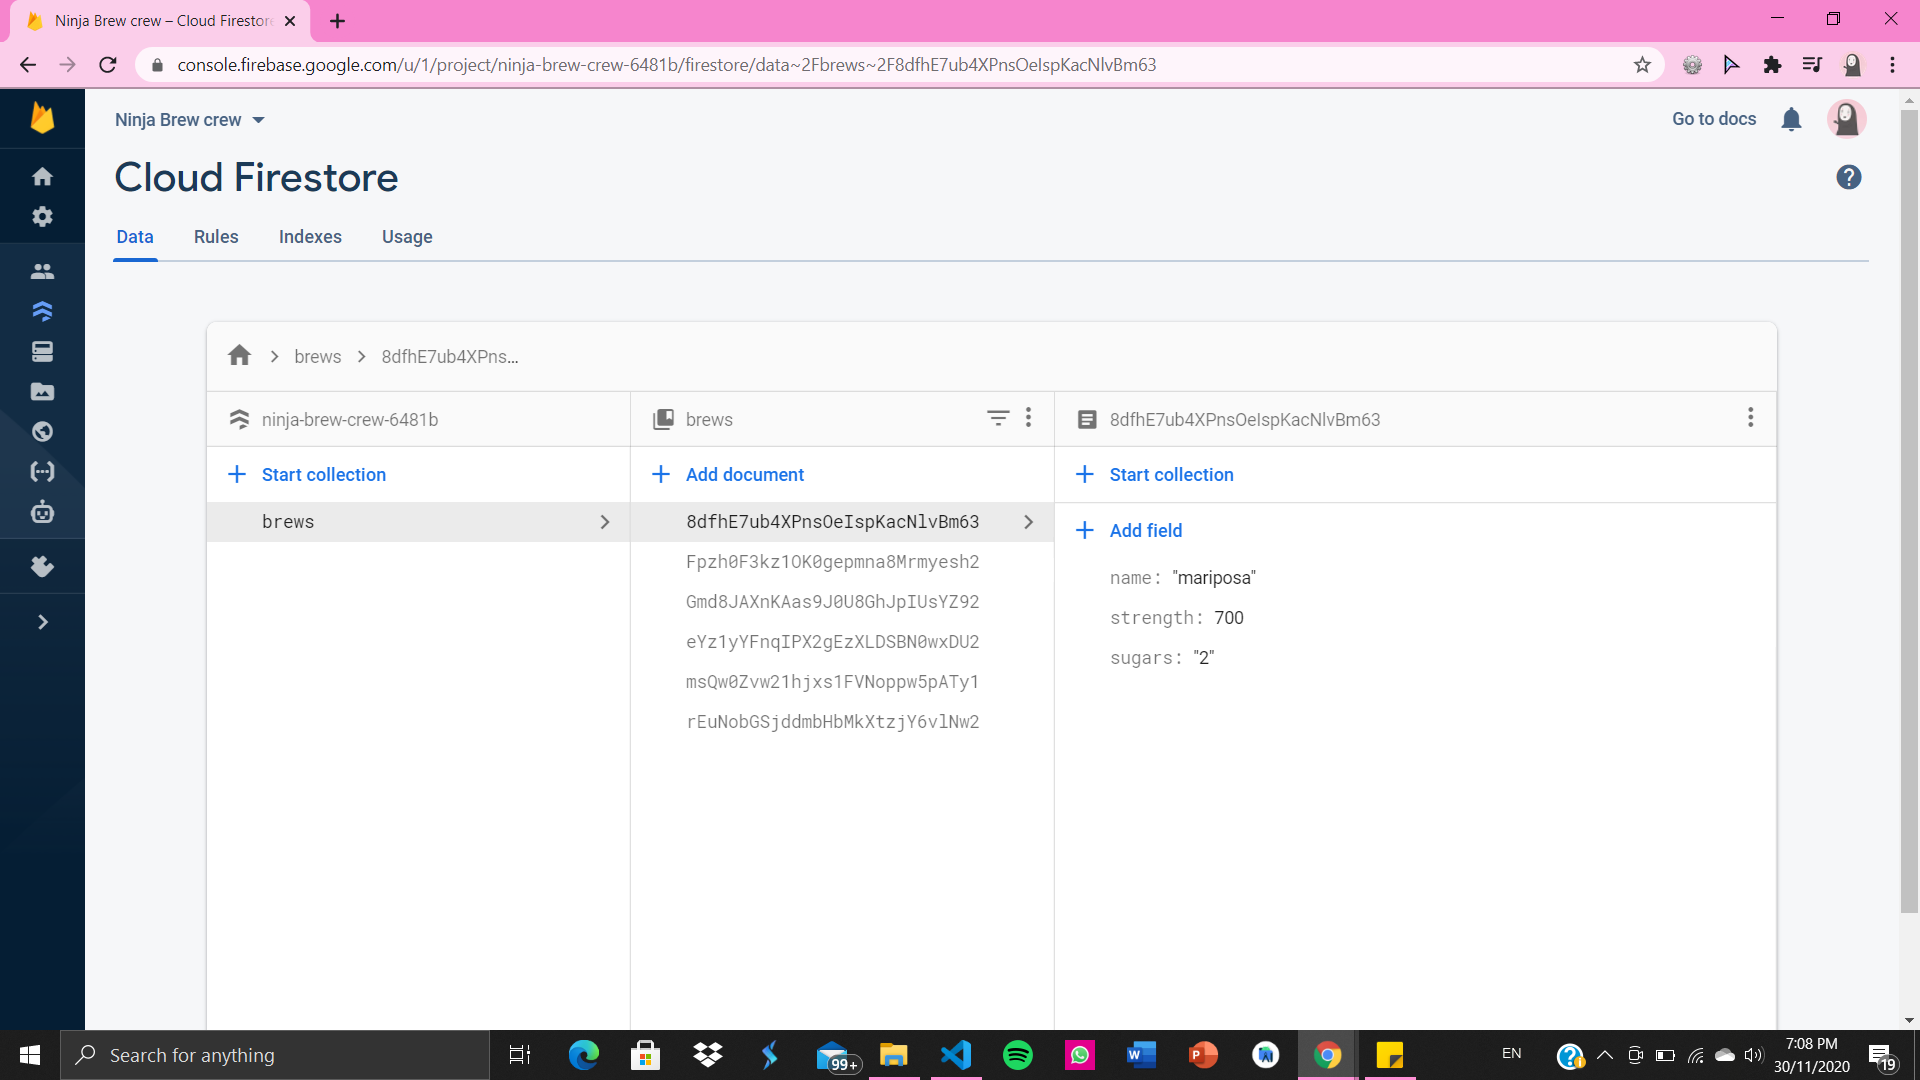 Ninja Brew crew – Cloud Firestore
console.firebase.google.com/u/1/project/ninja-brew-crew-6481b/firestore/data~2Fbrews~2F8dfhE7ub4XPnsOeIspKacNlvBm63
Ninja Brew crew
Go to docs
Cloud Firestore
Data Rules Indexes Usage
brews 8dfhE7ub4XPns...
ninja-brew-crew-6481b
brews
8dfhE7ub4XPnsOeIspKacNlvBm63
Start collection
Add document
Start collection
brews
8dfhE7ub4XPnsOeIspKacNlvBm63
Fpzh0F3kz1OK0gepmna8Mrmyesh2
Gmd8JAXnKAas9J0U8GhJpIUsYZ92
eYz1yYFnqIPX2gEzXLDSBN0wxDU2
msQw0Zvw21hjxs1FVNoppw5pATy1
rEuNobGSjddmbHbMkXtzjY6vlNw2
Add field
name: "mariposa"
strength: 700
sugars: "2"
Search for anything
99+
EN
7:08 PM
30/11/2020
19